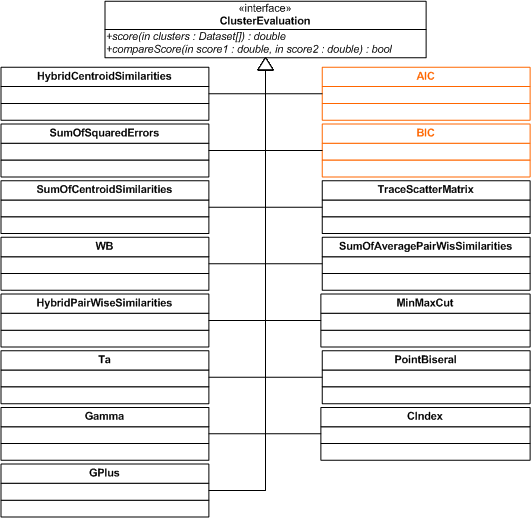 «interface»
ClusterEvaluation
+score(in clusters : Dataset[]) : double
+compareScore(in score1 : double, in score2 : double) : bool
HybridCentroidSimilarities
AIC
SumOfSquaredErrors
BIC
SumOfCentroidSimilarities
TraceScatterMatrix
WB
SumOfAveragePairWisSimilarities
HybridPairWiseSimilarities
MinMaxCut
Ta
PointBiseral
Gamma
CIndex
GPlus